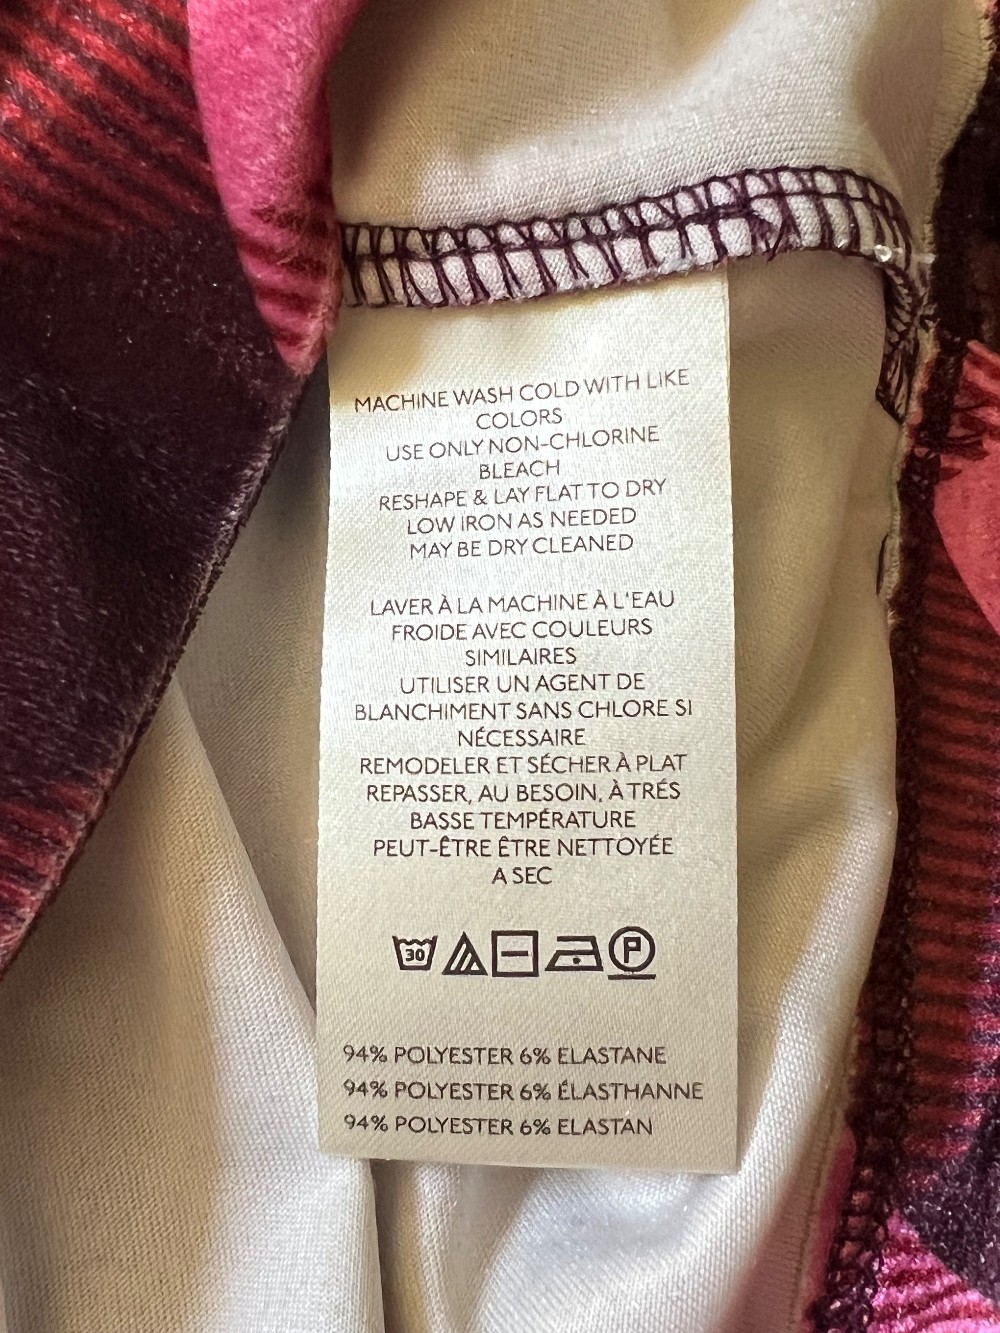 MACHINE WASH COLD WITH LIKE
COLORS
USE ONLY NON-CHLORINE
BLEACH
RESHAPE & LAY FLAT TO DRY
LOW IRON AS NEEDED
MAY BE DRY CLEANED
LAVER À LA MACHINE À L'EAU
FROIDE AVEC COULEURS
SIMILAIRES
UTILISER UN AGENT DE
BLANCHIMENT SANS CHLORE SI
NÉCESSAIRE
REMODELER ET SÉCHER À PLAT
REPASSER, AU BESOIN, À TRÉS
BASSE TEMPÉRATURE
PEUT-ÊTRE ÊTRE NETTOYÉE
A SEC
30 P
94% POLYESTER 6% ELASTANE
94% POLYESTER 6% ÉLASTHANNE
94% POLYESTER 6% ELASTAN